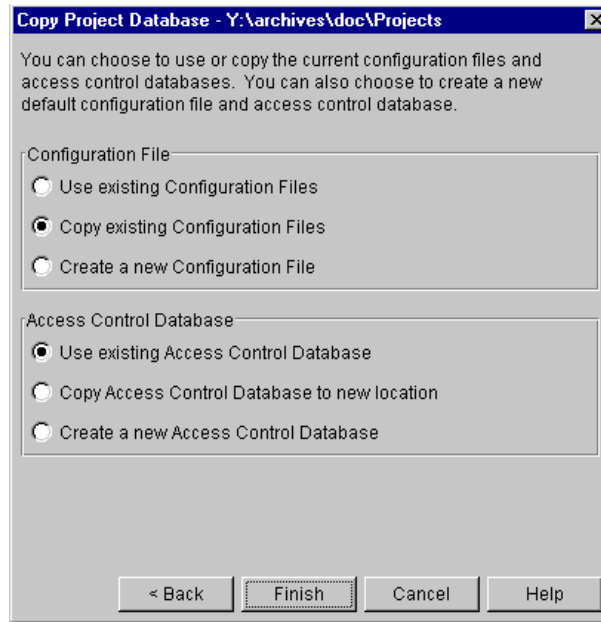 Copy Project Database - Y:\archives\doc\Projects
You can choose to use or copy the current configuration files and
access control databases.  You can also choose to create a new
default configuration file and access control database.
Configuration File
Use existing Configuration Files
Copy existing Configuration Files
Create a new Configuration File
Access Control Database
Use existing Access Control Database
Copy Access Control Database to new location
Create a new Access Control Database
< Back Finish Cancel Help